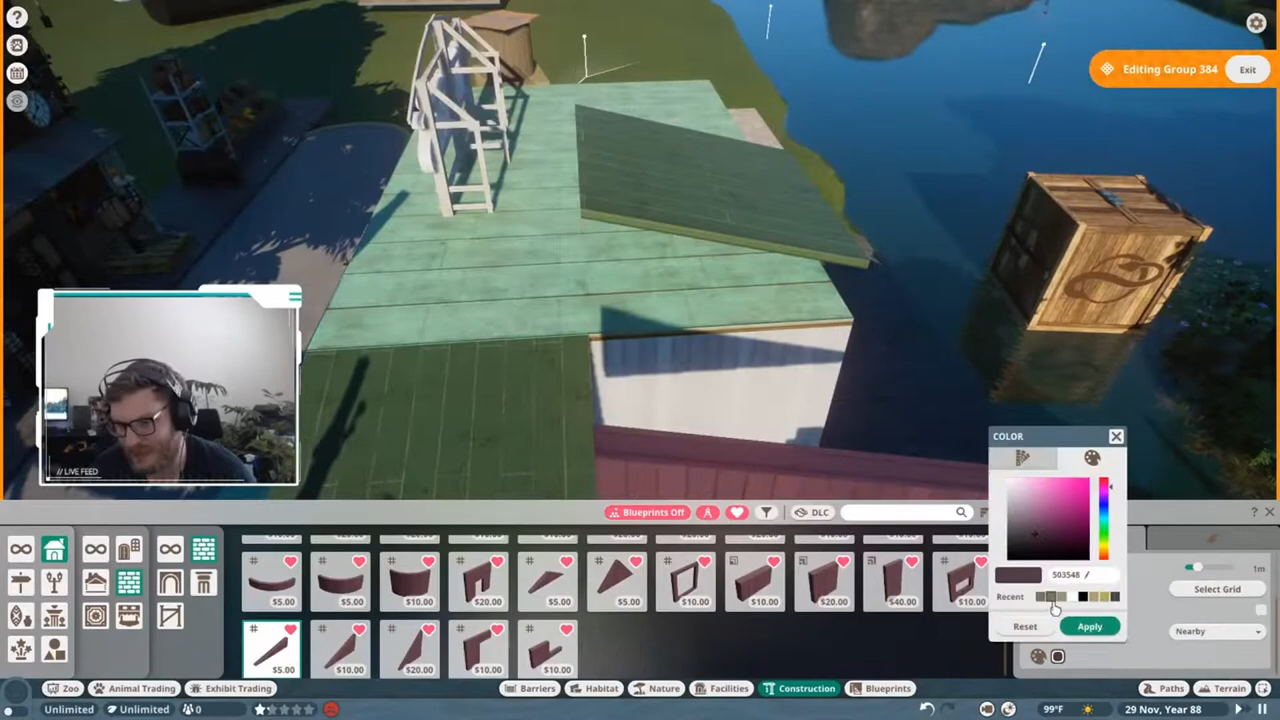 ?
Editing Group 384
Exit
// LIVE FEED
COLOR
503548 /
Recent
Reset
Apply
Blueprints Off
DLC
?
1m
Select Grid
Nearby
$5.00
$5.00
$5.00
$20.00
$5.00
$5.00
$10.00
$10.00
$20.00
$40.00
$10.00
$5.00
$10.00
$20.00
$10.00
$10.00
Zoo
Animal Trading
Exhibit Trading
Barriers
Habitat
Nature
Facilities
Construction
Blueprints
Paths
Terrain
Unlimited
Unlimited
0
99°F
29 Nov, Year 88